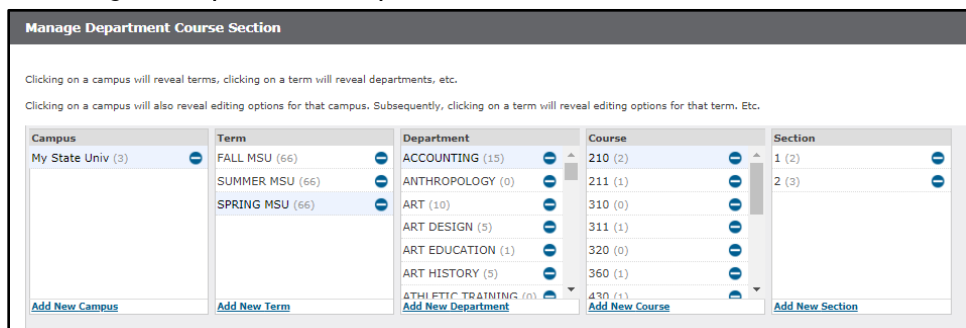 Manage Department Course Section
Clicking on a campus will reveal terms, clicking on a term will reveal departments, etc.
Clicking on a campus will also reveal editing options for that campus. Subsequently, clicking on a term will reveal editing options for that term. Etc.
Campus
My State Univ (3)
Add New Campus
Term
FALL MSU (66)
SUMMER MSU (66)
SPRING MSU (66)
Add New Term
Department
ACCOUNTING (15)
ANTHROPOLOGY (0)
ART (10)
ART DESIGN (5)
ART EDUCATION (1)
ART HISTORY (5)
ATHLETIC TRAINING (0)
Add New Department
Course
210 (2)
211 (1)
310 (0)
311 (1)
320 (0)
360 (1)
430 (1)
Add New Course
Section
1 (2)
2 (3)
Add New Section